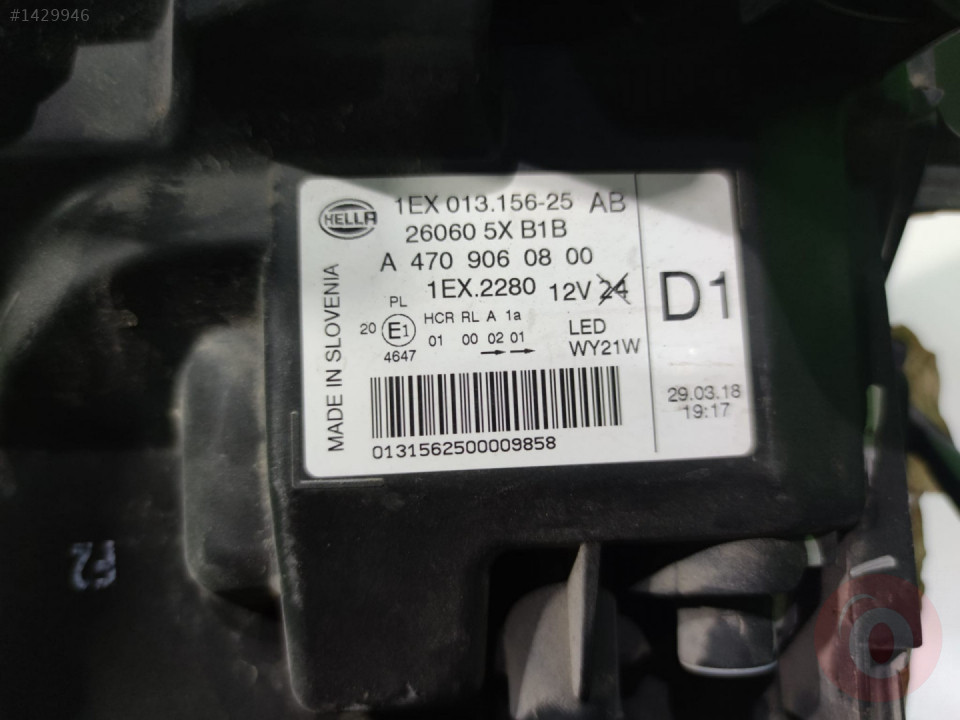 #1429946
HELLA
1EX 013.156-25 AB
26060 5X B1B
A 470 906 08 00
1EX.2280 12V 24
PL
20 E1 HCR RL A 1a LED
4647 01 00 02 01 WY21W
MADE IN SLOVENIA
0131562500009858
D1
29.03.18
19:17
F2